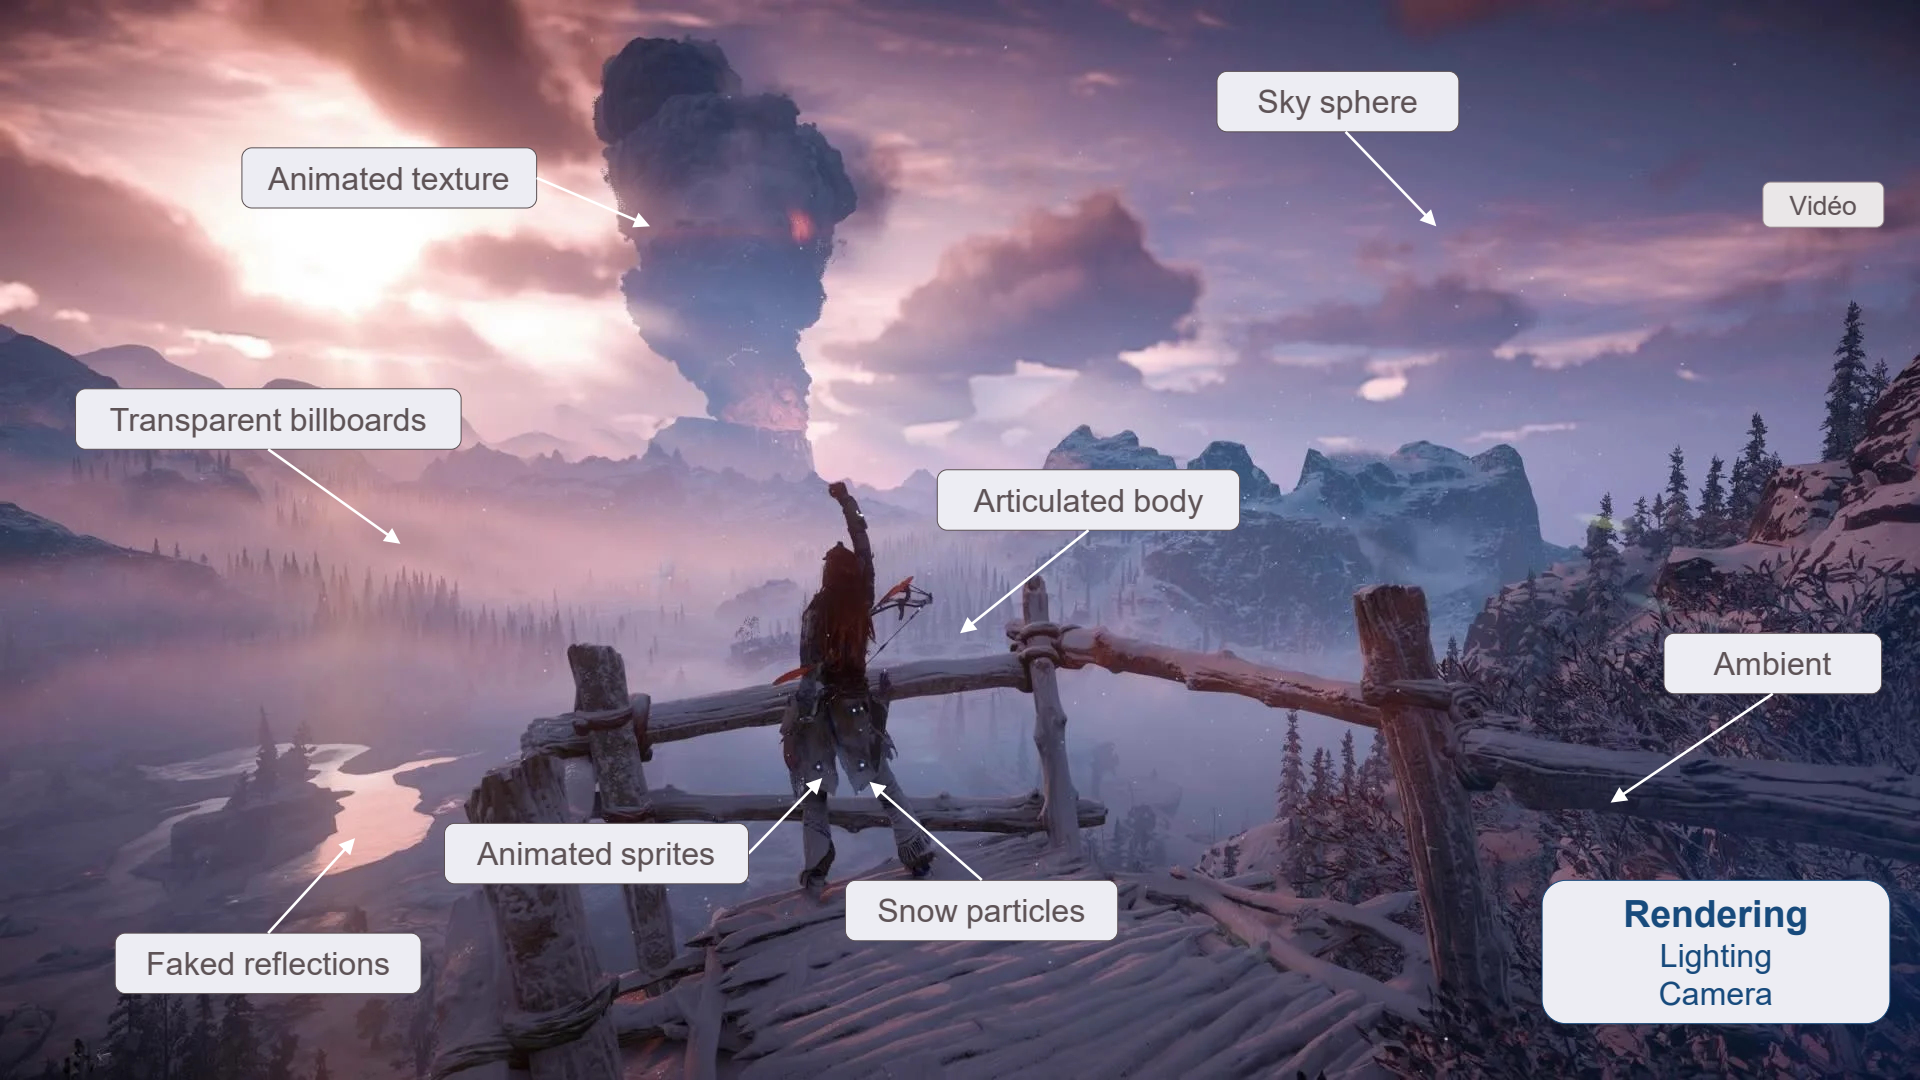 Sky sphere
Animated texture
Vidéo
Transparent billboards
Articulated body
Ambient
Animated sprites
Snow particles
Faked reflections
Rendering
Lighting
Camera